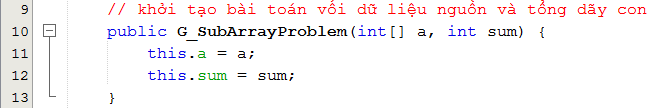 9 // khởi tạo bài toán vối dữ liệu nguồn và tổng dãy con
10 public G_SubArrayProblem(int[] a, int sum) {
11 this.a = a;
12 this.sum = sum;
13 }